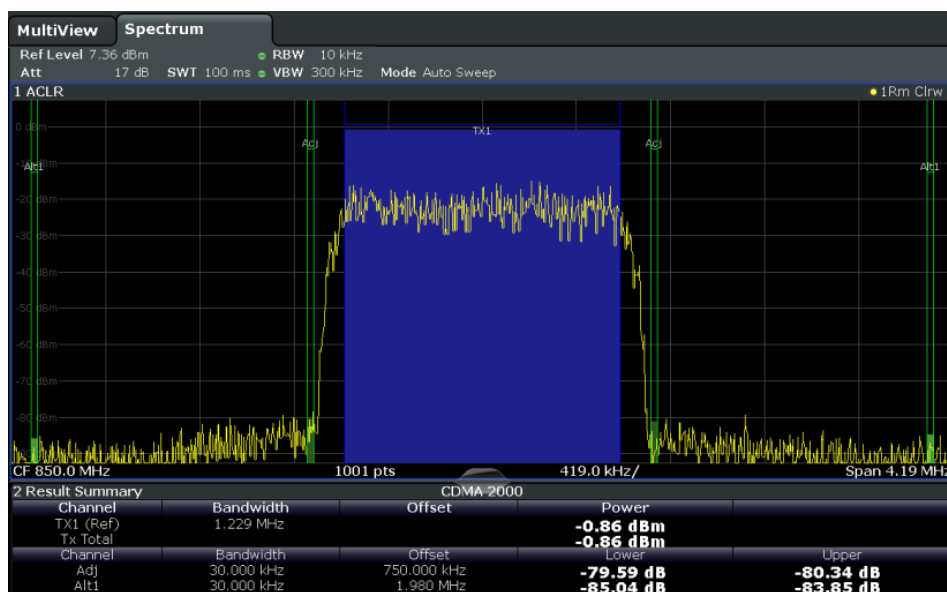 MultiView Spectrum
Ref Level 7.36 dBm RBW 10 kHz
Att 17 dB SWT 100 ms VBW 300 kHz Mode Auto Sweep
1 ACLR 1Rm Clrw
0 dBm
TX1
Adj Adj
Alt1 Alt1
-20 dBm
-30 dBm
-40 dBm
-50 dBm
-60 dBm
-70 dBm
-80 dBm
CF 850.0 MHz 1001 pts 419.0 kHz/ Span 4.19 MHz
2 Result Summary CDMA 2000
Channel Bandwidth Offset Power
TX1 (Ref) 1.229 MHz -0.86 dBm
Tx Total -0.86 dBm
Channel Bandwidth Offset Lower Upper
Adj 30.000 kHz 750.000 kHz -79.59 dB -80.34 dB
Alt1 30.000 kHz 1.980 MHz -85.04 dB -83.85 dB